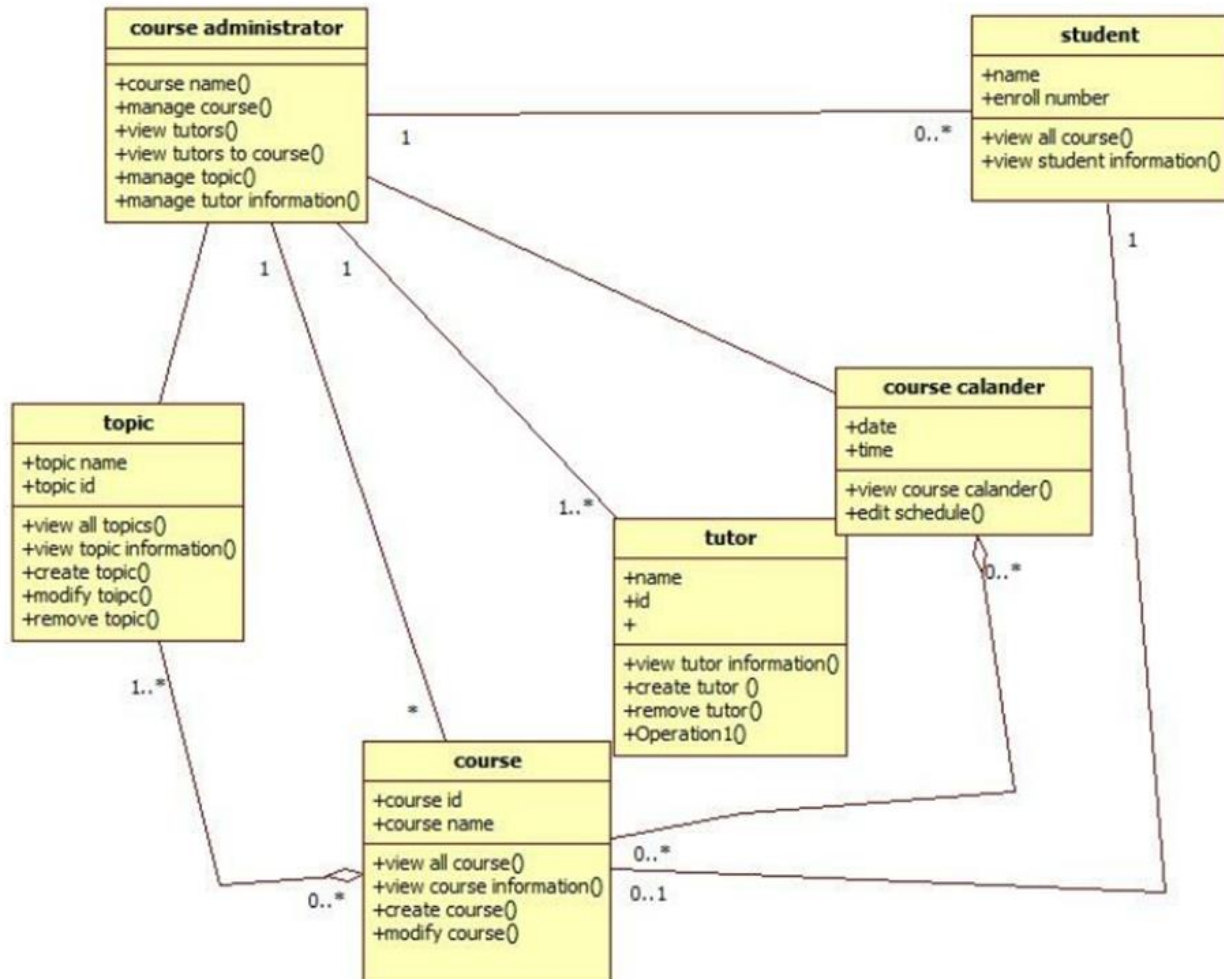 course administrator
+course name()
+manage course()
+view tutors()
+view tutors to course()
+manage topic()
+manage tutor information()
student
+name
+enroll number
+view all course()
+view student information()
1
0..*
1
1
1
topic
+topic name
+topic id
+view all topics()
+view topic information()
+create topic()
+modify toipc()
+remove topic()
course calander
+date
+time
+view course calander()
+edit schedule()
1..*
tutor
+name
+id
+
+view tutor information()
+create tutor ()
+remove tutor()
+Operation1()
0..*
1..*
*
course
+course id
+course name
+view all course()
+view course information()
+create course()
+modify course()
0..*
0..*
0..1